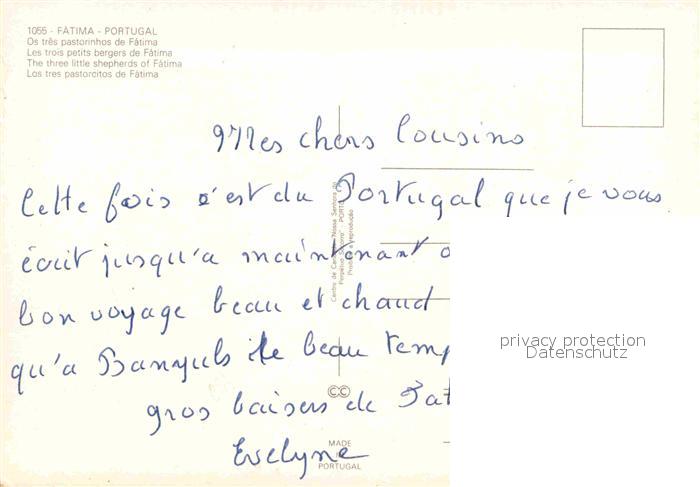 1055 - FÁTIMA - PORTUGAL
Os três pastorinhos de Fátima
Les trois petits bergers de Fátima
The three little shepherds of Fátima
Los tres pastorcitos de Fátima
Mes chers Cousins
Cette fois c'est du Portugal que je vous
écrit jusqu'a maintenant
bon voyage beau et chaud
qu'a Banyuls le beau
gros baisers de
Evelyne
privacy protection
Datenschutz
MADE
PORTUGAL